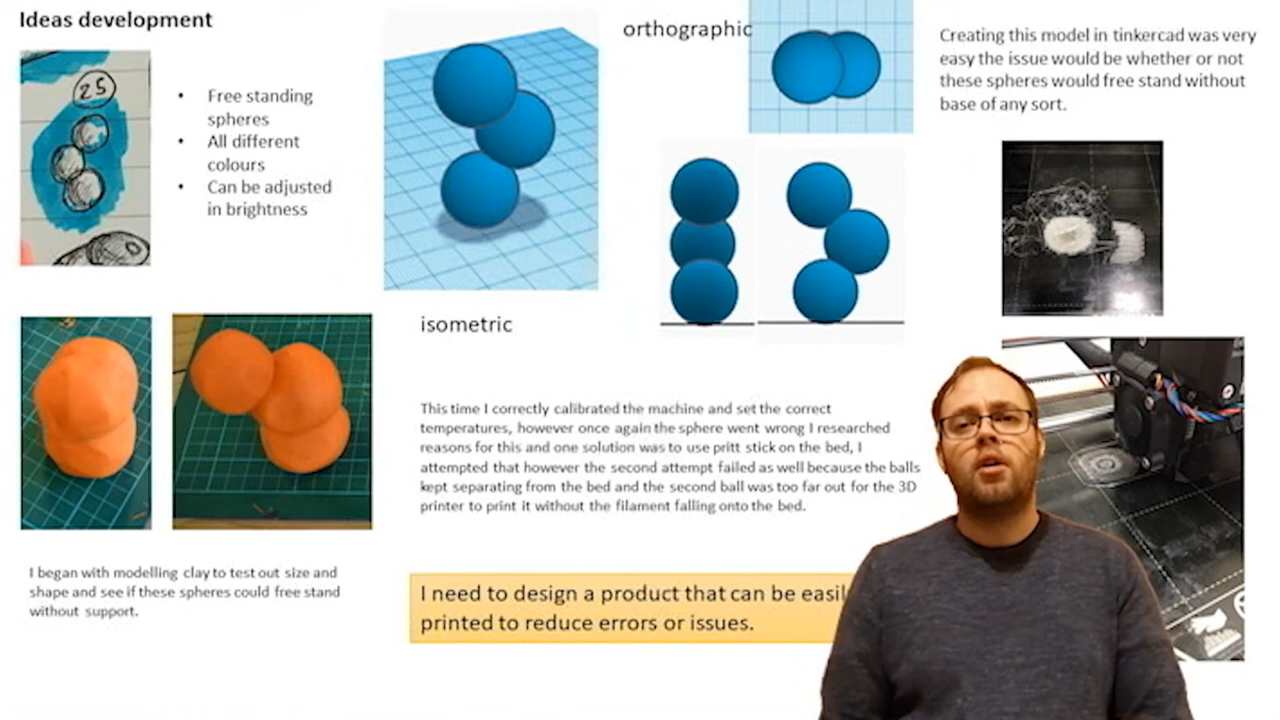 Ideas development
25
• Free standing
spheres
• All different
colours
• Can be adjusted
in brightness
orthographic
Creating this model in tinkercad was very
easy the issue would be whether or not
these spheres would free stand without
base of any sort.
isometric
This time I correctly calibrated the machine and set the correct
temperatures, however once again the sphere went wrong I researched
reasons for this and one solution was to use pritt stick on the bed, I
attempted that however the second attempt failed as well because the balls
kept separating from the bed and the second ball was too far out for the 3D
printer to print it without the filament falling onto the bed.
I began with modelling clay to test out size and
shape and see if these spheres could free stand
without support.
I need to design a product that can be easil
printed to reduce errors or issues.